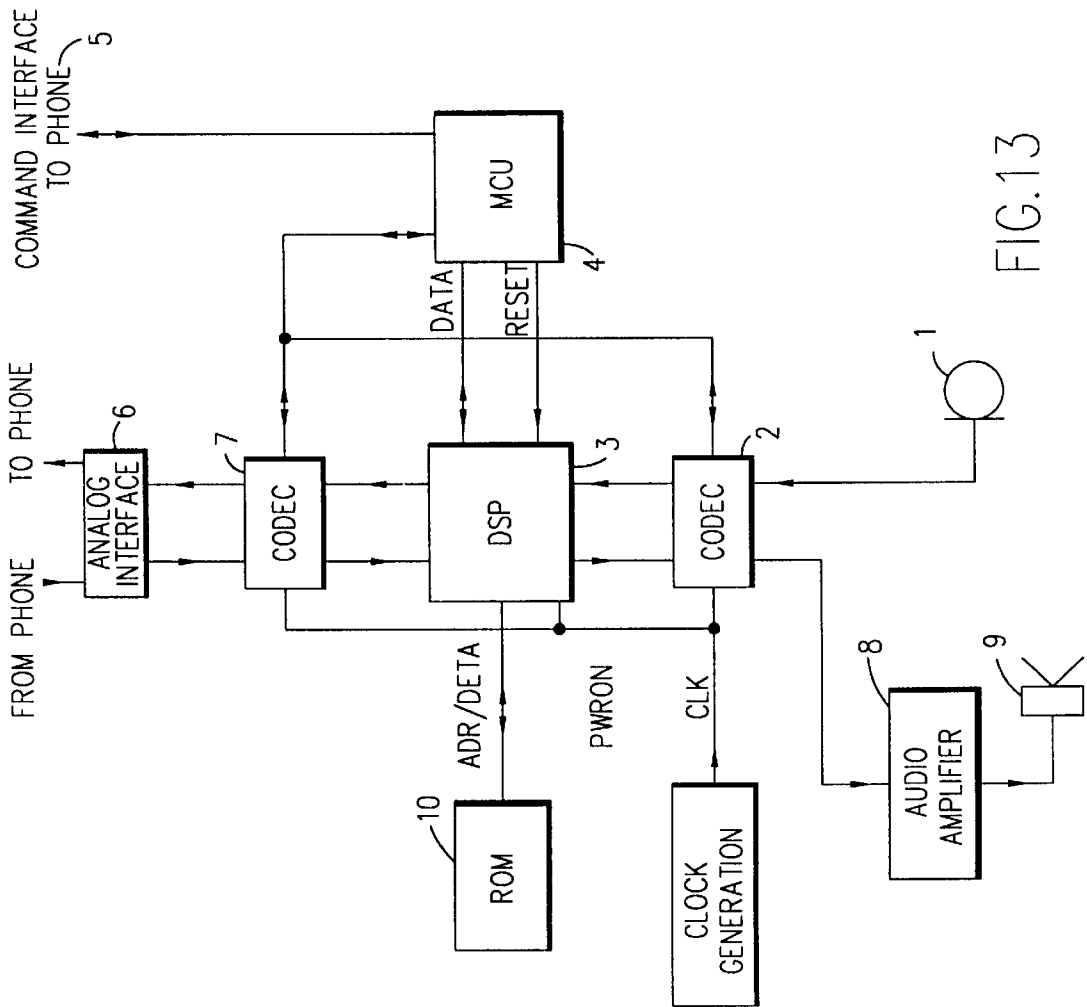 FROM PHONE
TO PHONE
COMMAND INTERFACE
TO PHONE
5
ANALOG
INTERFACE
6
CODEC
7
MCU
4
DATA
RESET
DSP
3
ADR/DETA
ROM
10
PWRON
CLK
CLOCK
GENERATION
CODEC
2
1
AUDIO
AMPLIFIER
8
9
FIG.13